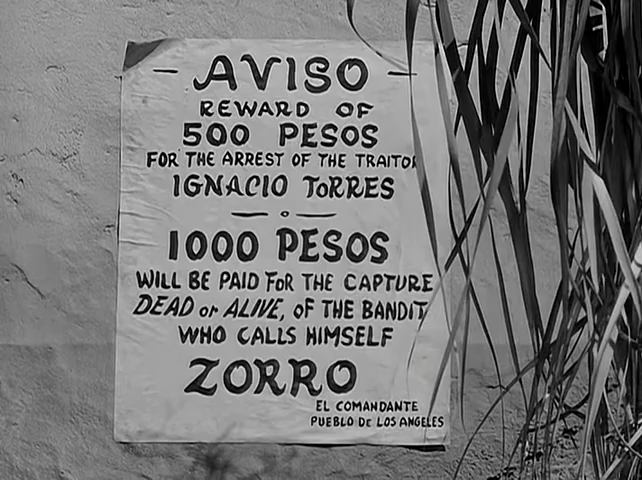 — AVISO —
REWARD OF
500 PESOS
FOR THE ARREST OF THE TRAITOR
IGNACIO TORRES
1000 PESOS
WILL BE PAID FOR THE CAPTURE
DEAD or ALIVE, OF THE BANDIT
WHO CALLS HIMSELF
ZORRO
EL COMANDANTE
PUEBLO DE LOS ANGELES